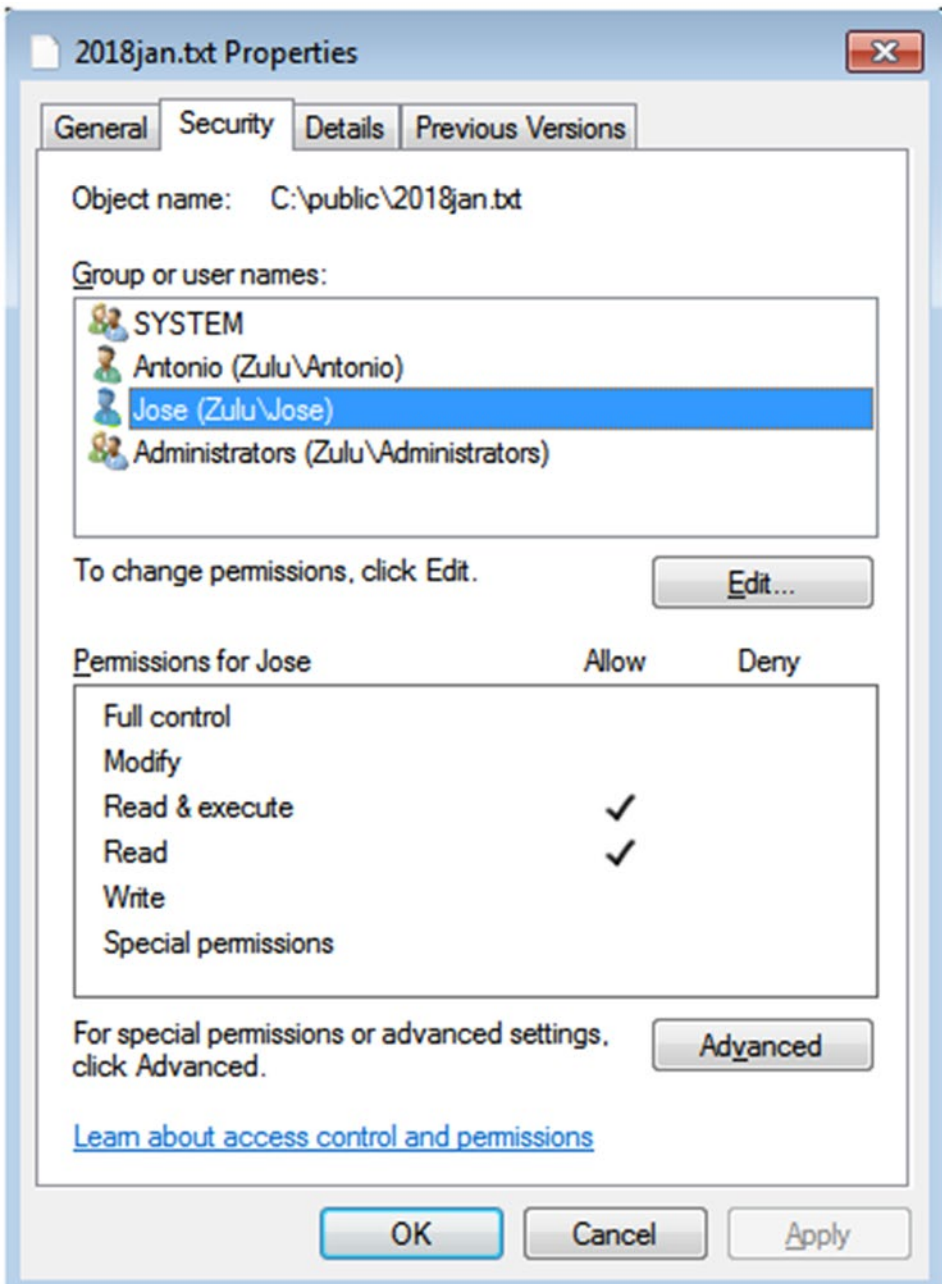 2018jan.txt Properties
General Security Details Previous Versions
Object name: C:\public\2018jan.txt
Group or user names:
SYSTEM
Antonio (Zulu\Antonio)
Jose (Zulu\Jose)
Administrators (Zulu\Administrators)
To change permissions, click Edit.
Edit...
Permissions for Jose Allow Deny
Full control
Modify
Read & execute
Read
Write
Special permissions
For special permissions or advanced settings,
click Advanced.
Advanced
Learn about access control and permissions
OK Cancel Apply